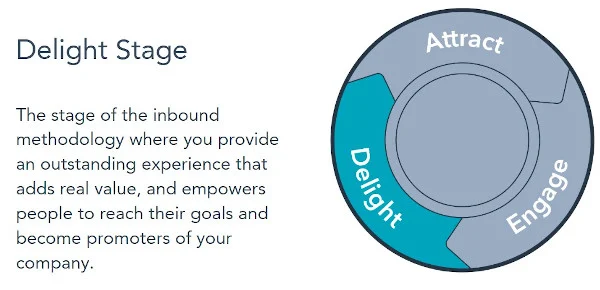 Delight Stage
The stage of the inbound
methodology where you provide
an outstanding experience that
adds real value, and empowers
people to reach their goals and
become promoters of your
company.
Attract
Engage
Delight